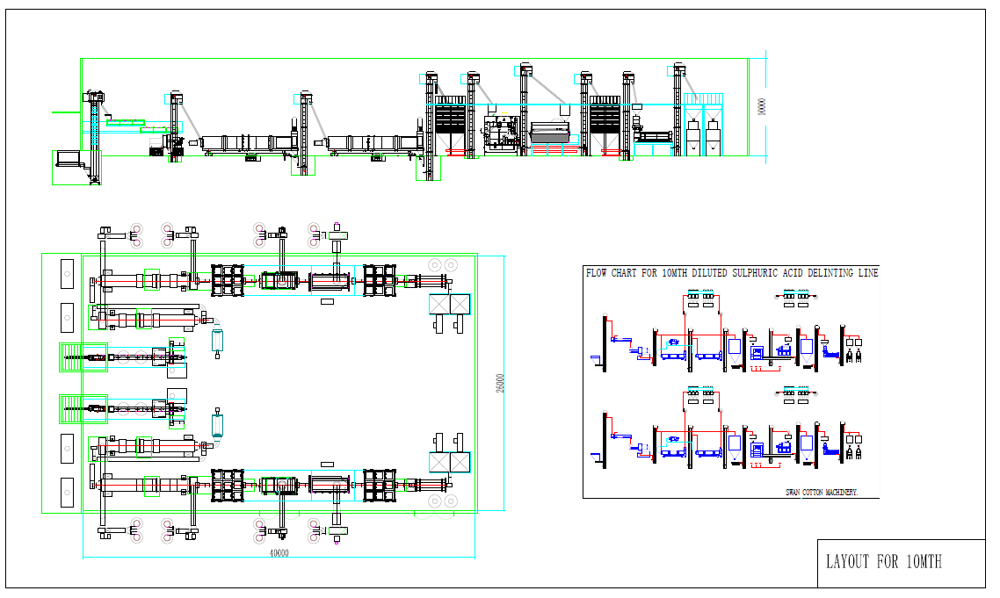 10000
FLOW CHART FOR 10MTH DILUTED SULPHURIC ACID DELINTING LINE
26000
SWAN COTTON MACHINERY.
40000
LAYOUT FOR 10MTH